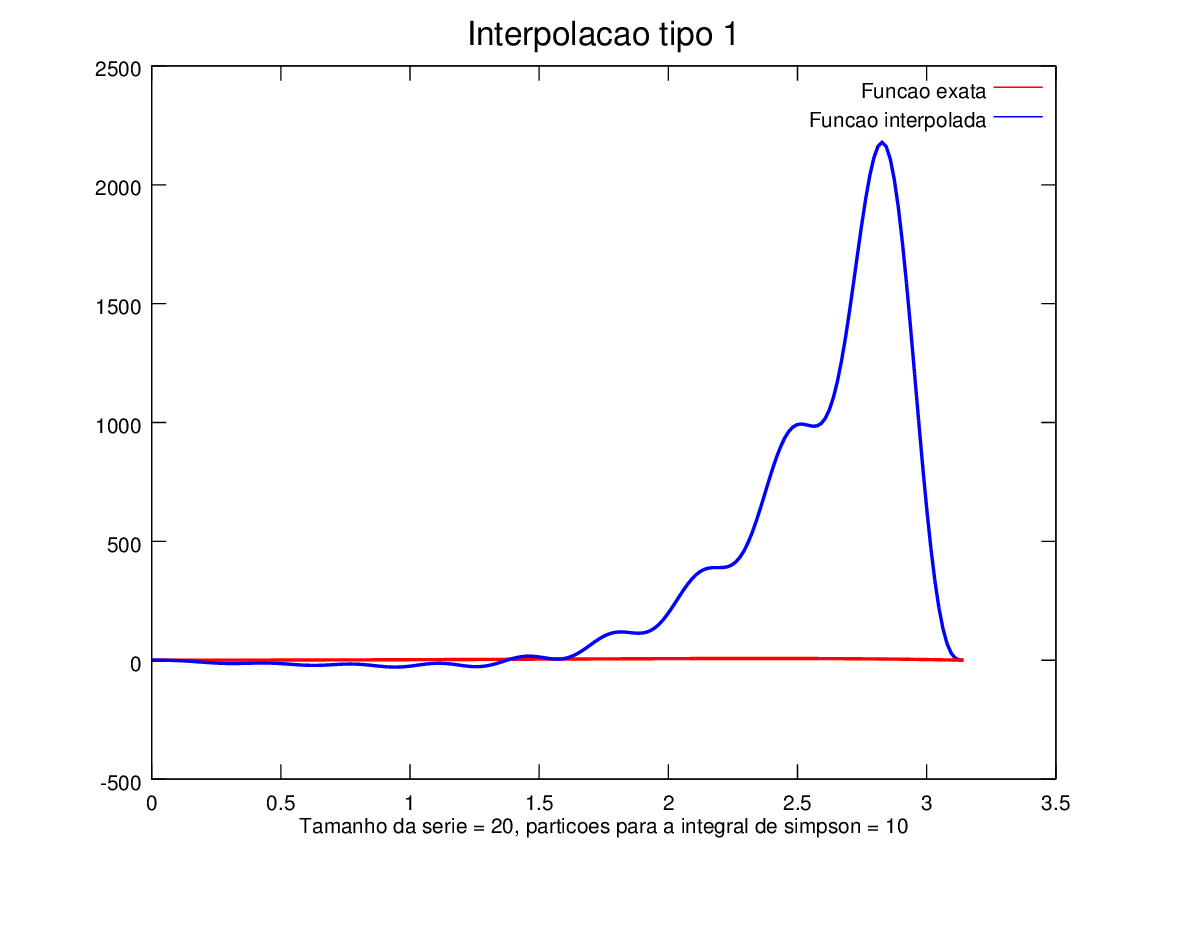 Interpolacao tipo 1
2500
Funcao exata
Funcao interpolada
2000
1500
1000
500
0
-500
0 0.5 1 1.5 2 2.5 3 3.5
Tamanho da serie = 20, particoes para a integral de simpson = 10